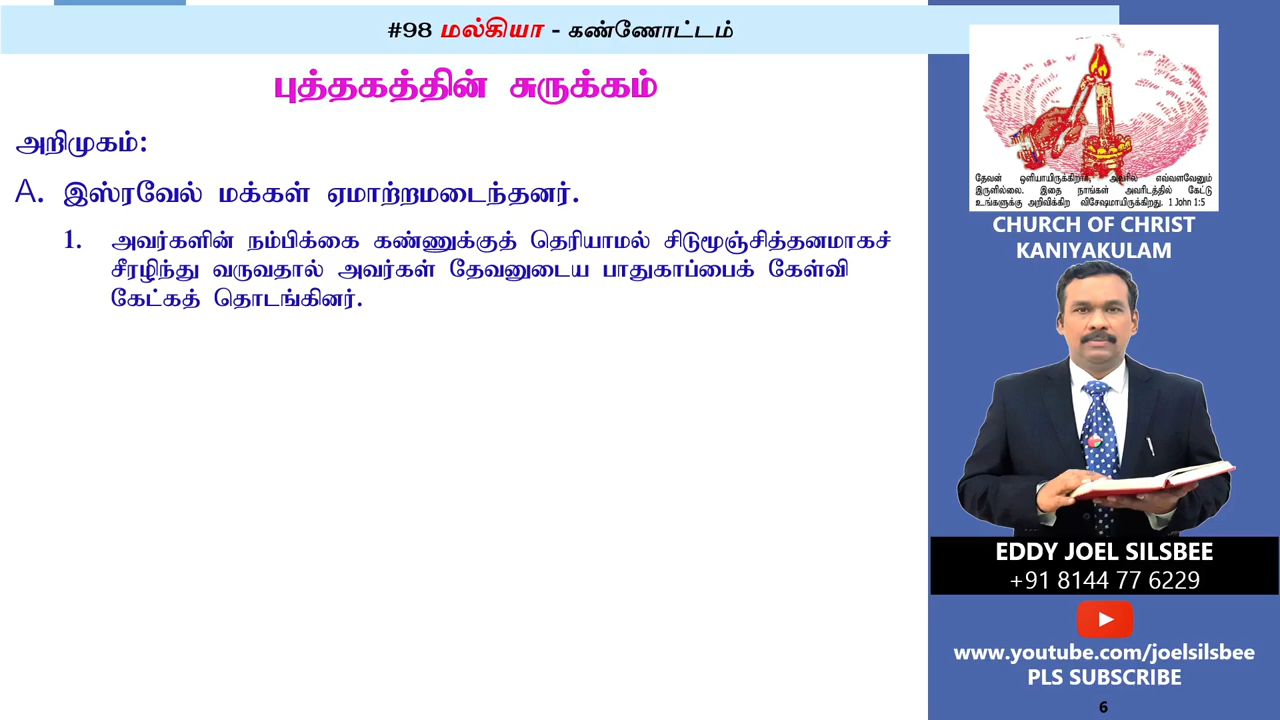 #98 மல்கியா - கண்ணோட்டம்
புத்தகத்தின் சுருக்கம்
அறிமுகம்:
A. இஸ்ரவேல் மக்கள் ஏமாற்றமடைந்தனர்.
1. அவர்களின் நம்பிக்கை கண்ணுக்குத் தெரியாமல் சிடுமூஞ்சித்தனமாகச்
சீரழிந்து வருவதால் அவர்கள் தேவனுடைய பாதுகாப்பைக் கேள்வி
கேட்கத் தொடங்கினர்.
தேவன் ஒளியாயிருக்கிறார், அவரில் எவ்வளவேனும்
இருளில்லை. இதை நாங்கள் அவரிடத்தில் கேட்டு
உங்களுக்கு அறிவிக்கிற விசேஷமாயிருக்கிறது. 1 John 1:5
CHURCH OF CHRIST
KANIYAKULAM
EDDY JOEL SILSBEE
+91 8144 77 6229
www.youtube.com/joelsilsbee
PLS SUBSCRIBE
6